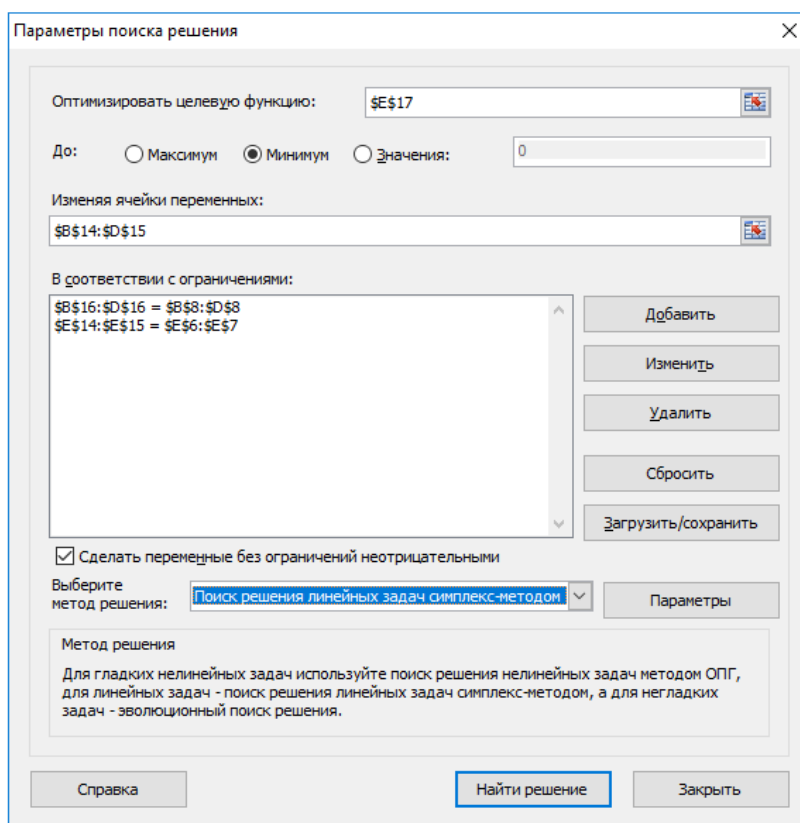 Параметры поиска решения
Оптимизировать целевую функцию: $E$17
До: Максимум Минимум Значения: 0
Изменяя ячейки переменных:
$B$14:$D$15
В соответствии с ограничениями:
$B$16:$D$16 = $B$8:$D$8
$E$14:$E$15 = $E$6:$E$7
Добавить
Изменить
Удалить
Сбросить
Загрузить/сохранить
Сделать переменные без ограничений неотрицательными
Выберите
метод решения:
Поиск решения линейных задач симплекс-методом
Параметры
Метод решения
Для гладких нелинейных задач используйте поиск решения нелинейных задач методом ОПГ,
для линейных задач - поиск решения линейных задач симплекс-методом, а для негладких
задач - эволюционный поиск решения.
Справка
Найти решение
Закрыть